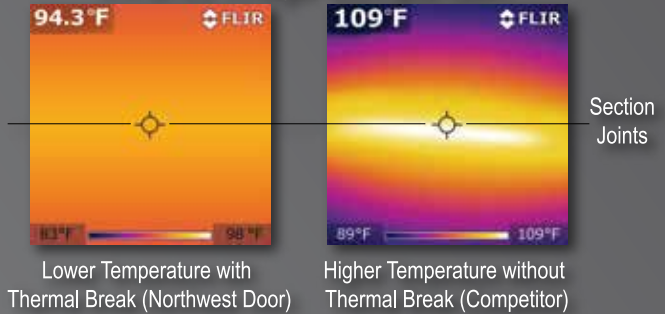 94.3°F FLIR
109°F FLIR
Section
Joints
83°F 98°F
89°F 109°F
Lower Temperature with
Thermal Break (Northwest Door)
Higher Temperature without
Thermal Break (Competitor)